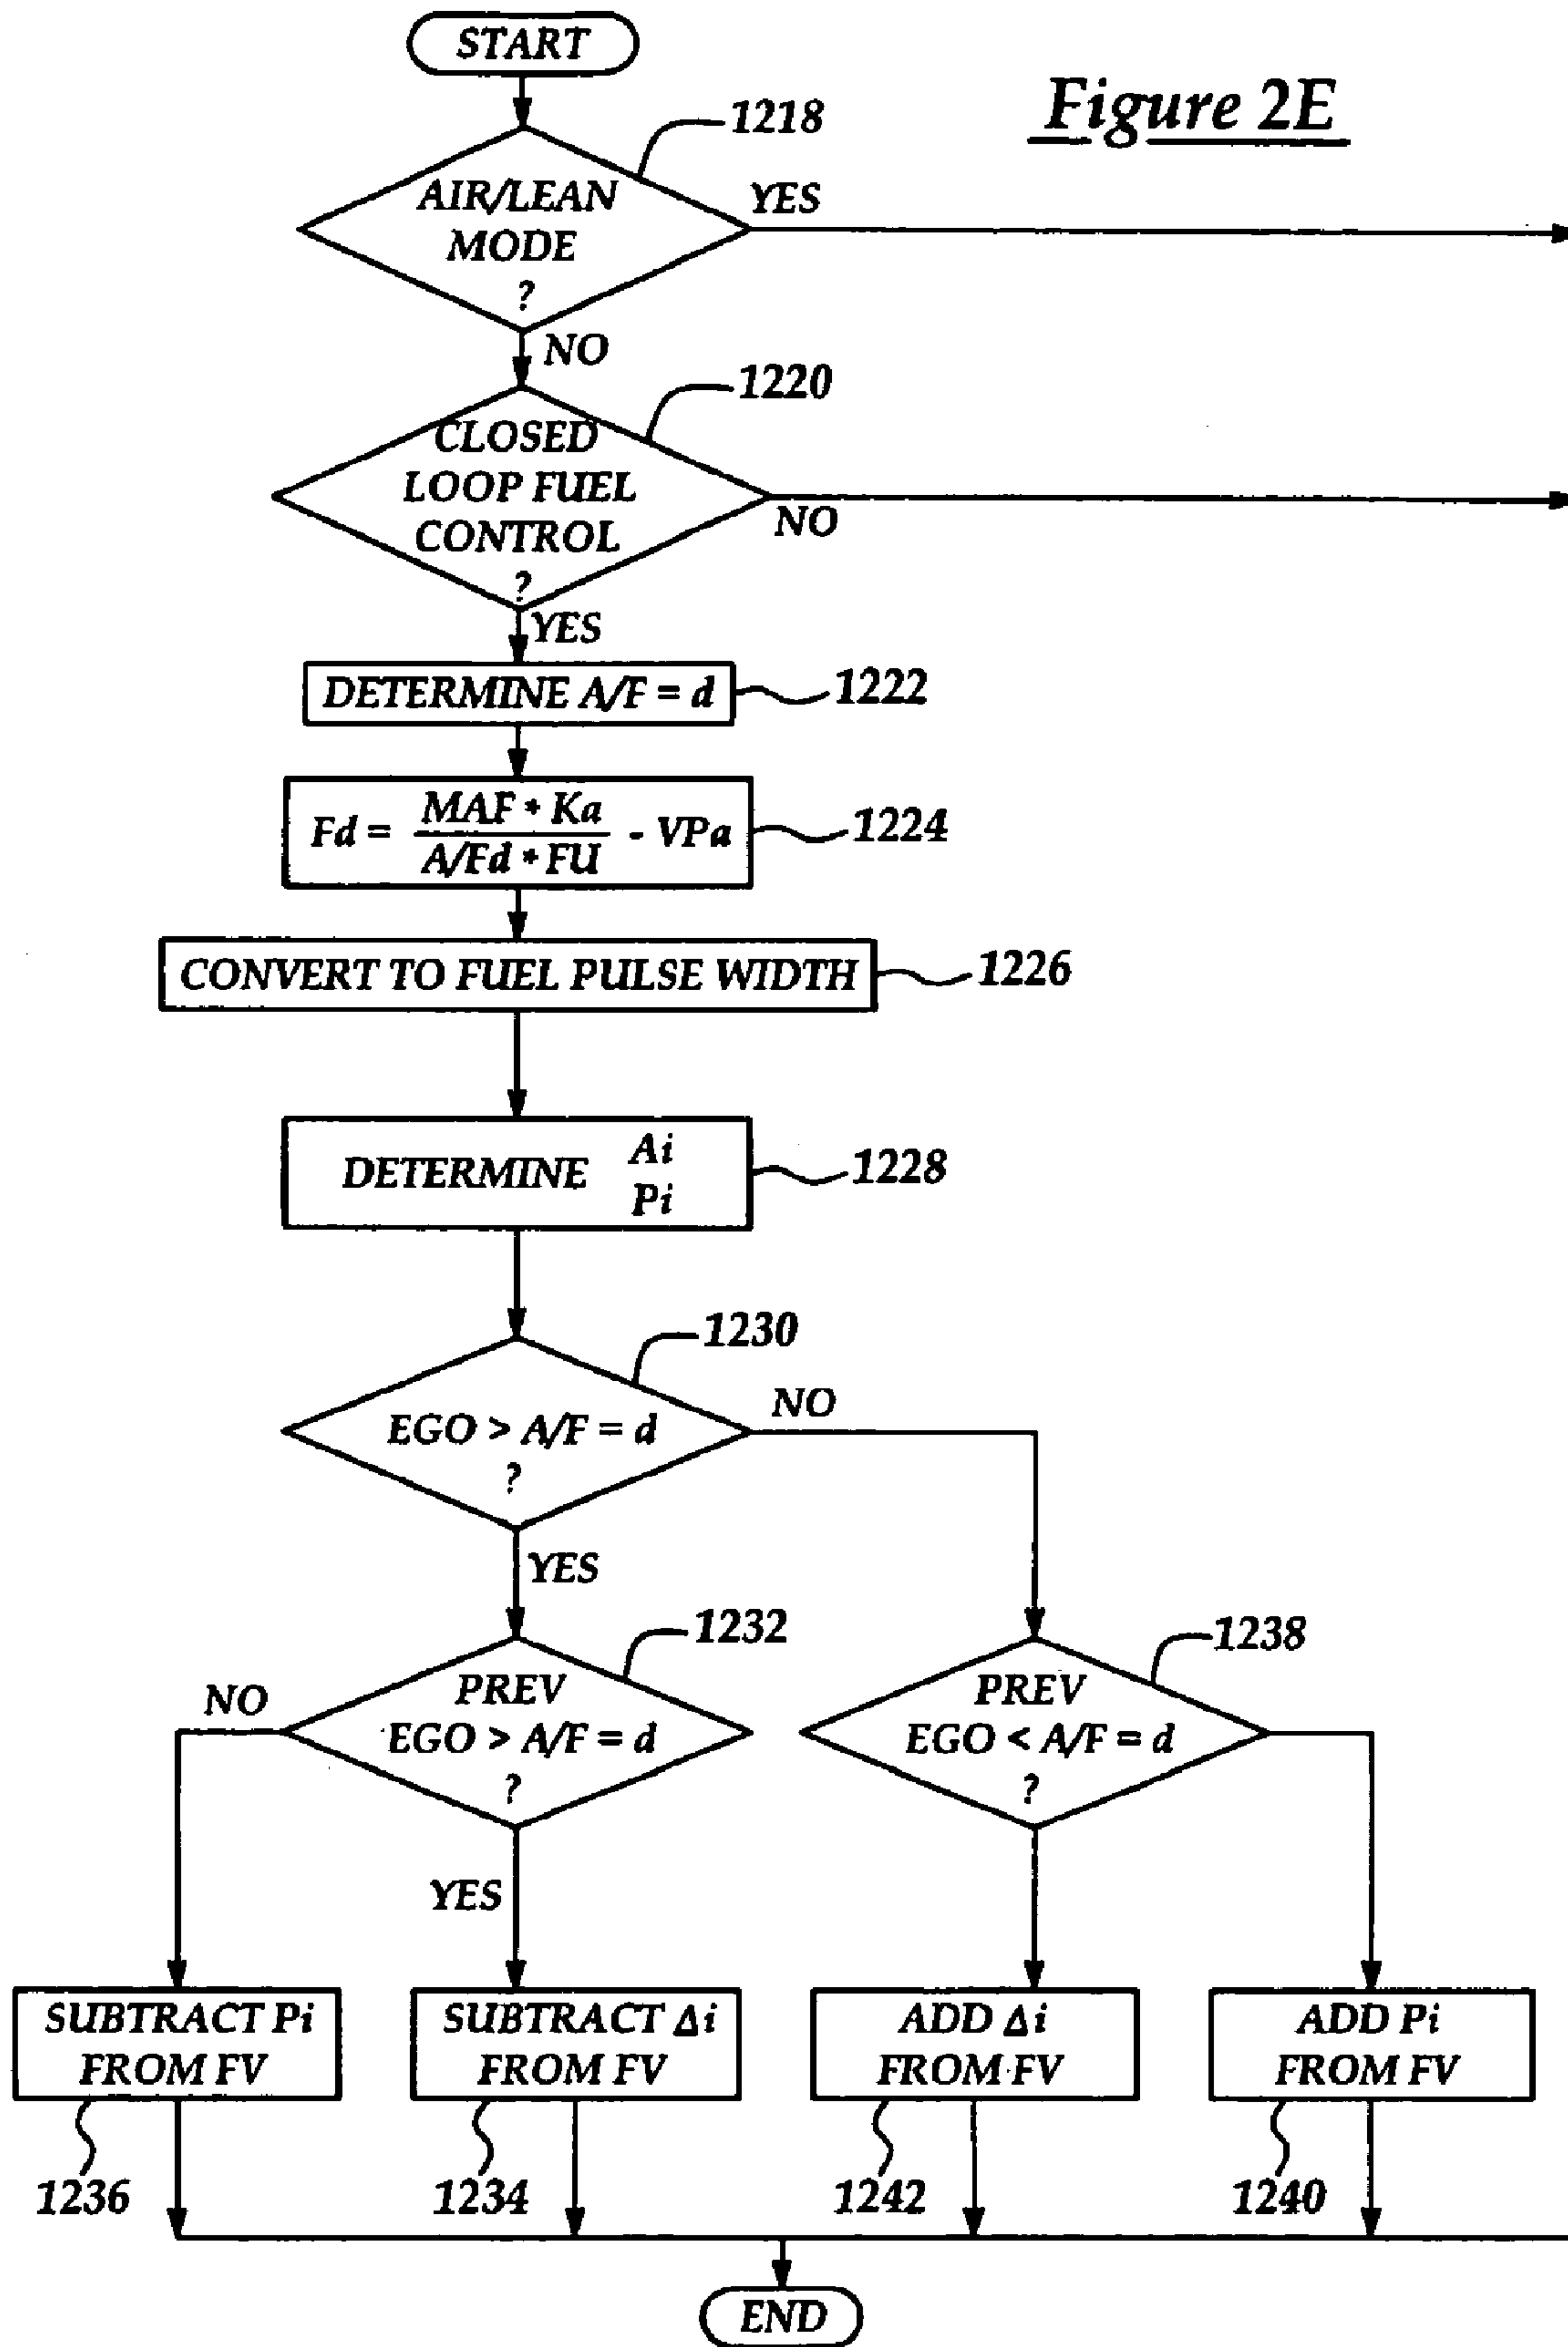 START
Figure 2E
1218
AIR/LEAN
MODE
?
YES
NO
1220
CLOSED
LOOP FUEL
CONTROL
?
NO
YES
DETERMINE A/F = d
1222
Fd = MAF * Ka / A/Fd * FU - VPa
1224
CONVERT TO FUEL PULSE WIDTH
1226
DETERMINE Ai
Pi
1228
1230
EGO > A/F = d
?
NO
YES
1232
PREV
EGO > A/F = d
?
NO
YES
1238
PREV
EGO < A/F = d
?
SUBTRACT Pi
FROM FV
SUBTRACT Δi
FROM FV
ADD Δi
FROM FV
ADD Pi
FROM FV
1236
1234
1242
1240
END